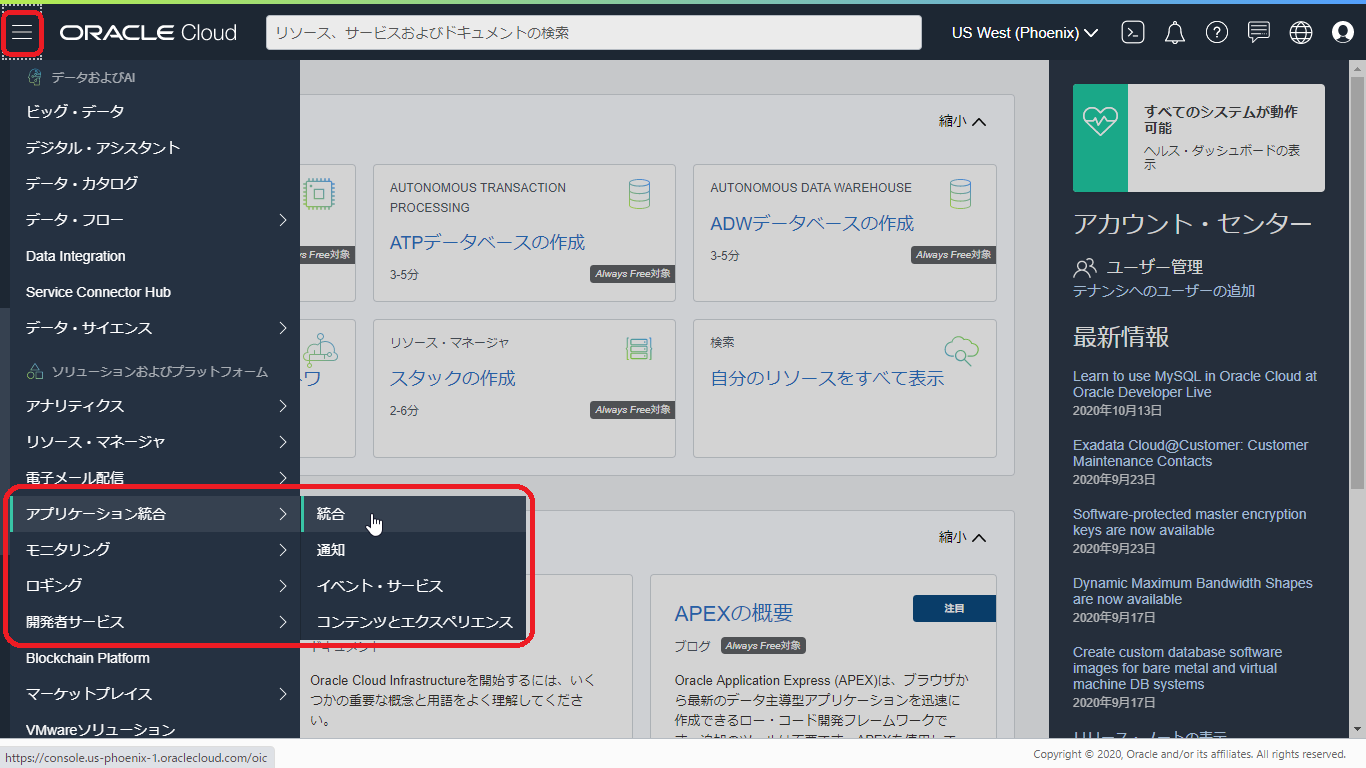 ORACLE Cloud
リソース、サービスおよびドキュメントの検索
US West (Phoenix)
データおよびAI
ビッグ・データ
デジタル・アシスタント
データ・カタログ
データ・フロー
Data Integration
Service Connector Hub
データ・サイエンス
ソリューションおよびプラットフォーム
アナリティクス
リソース・マネージャ
電子メール配信
アプリケーション統合
モニタリング
ロギング
開発者サービス
Blockchain Platform
マーケットプレイス
VMwareソリューション
統合
通知
イベント・サービス
コンテンツとエクスペリエンス
縮小
s Free対象
AUTONOMOUS TRANSACTION
PROCESSING
ATPデータベースの作成
3-5分
Always Free対象
AUTONOMOUS DATA WAREHOUSE
ADWデータベースの作成
3-5分
Always Free対象
ワ
リソース・マネージャ
スタックの作成
2-6分
Always Free対象
検索
自分のリソースをすべて表示
縮小
ドキュメント
Oracle Cloud Infrastructureを開始するには、いく
つかの重要な概念と用語をよく理解してくださ
い。
APEXの概要
注目
ブログ
Always Free対象
Oracle Application Express (APEX)は、ブラウザか
ら最新のデータ主導型アプリケーションを迅速に
作成できるロー・コード開発フレームワークで
す。追加のツールは不要です。APEXを使用して
すべてのシステムが動作
可能
ヘルス・ダッシュボードの表
示
アカウント・センター
ユーザー管理
テナンシへのユーザーの追加
最新情報
Learn to use MySQL in Oracle Cloud at
Oracle Developer Live
2020年10月13日
Exadata Cloud@Customer: Customer
Maintenance Contacts
2020年9月23日
Software-protected master encryption
keys are now available
2020年9月23日
Dynamic Maximum Bandwidth Shapes
are now available
2020年9月17日
Create custom database software
images for bare metal and virtual
machine DB systems
2020年9月17日
リリース・ノートの表示
https://console.us-phoenix-1.oraclecloud.com/oic
Copyright © 2020, Oracle and/or its affiliates. All rights reserved.